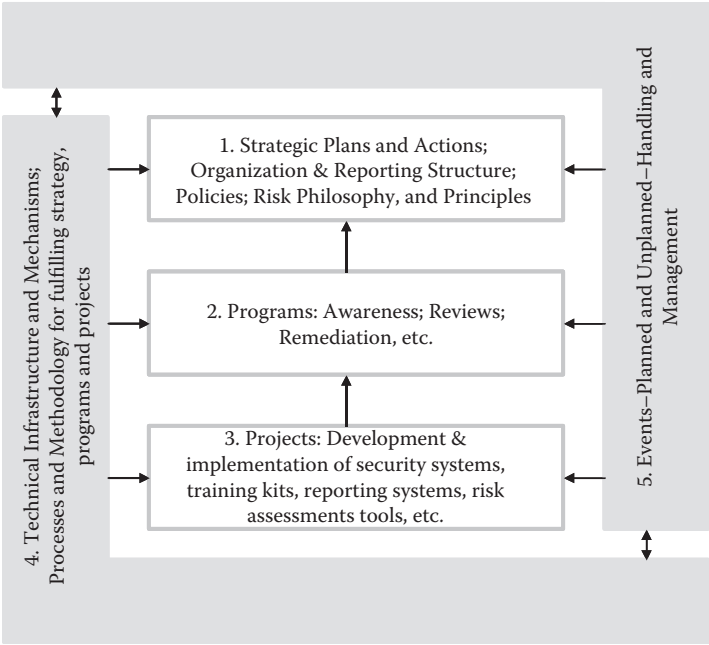 1. Strategic Plans and Actions;
Organization & Reporting Structure;
Policies; Risk Philosophy, and Principles
2. Programs: Awareness; Reviews;
Remediation, etc.
3. Projects: Development &
implementation of security systems,
training kits, reporting systems, risk
assessments tools, etc.
4. Technical Infrastructure and Mechanisms;
Processes and Methodology for fulfilling strategy,
programs and projects
5. Events–Planned and Unplanned–Handling and
Management